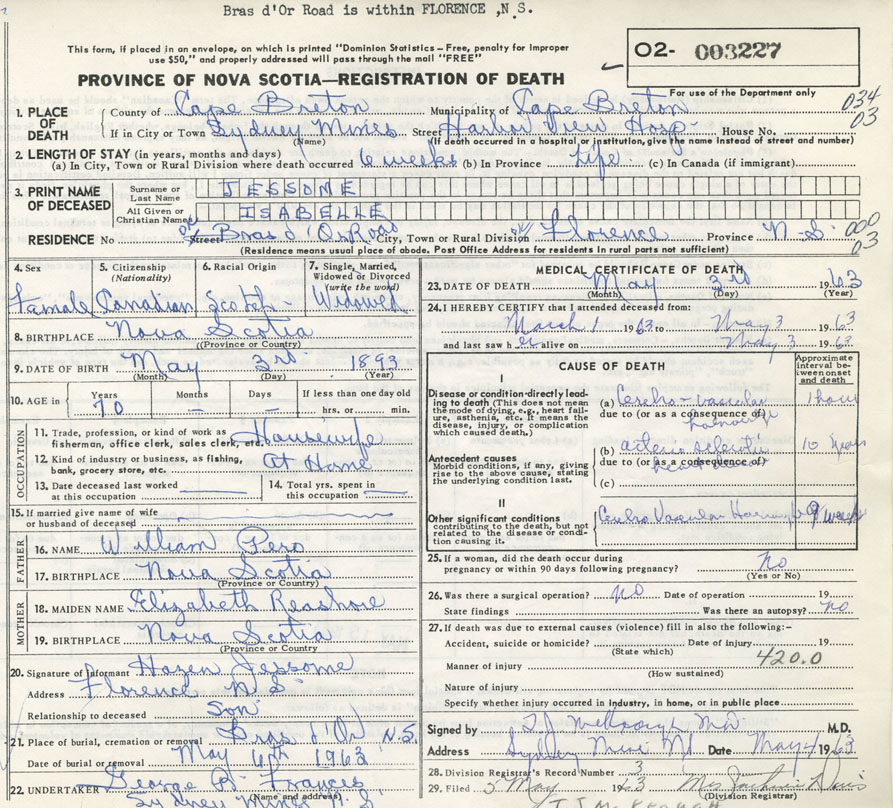 Bras d'Or Road is within FLORENCE ,N.S.
This form, if placed in an envelope, on which is printed "Dominion Statistics - Free, penalty for improper
use $50," and properly addressed will pass through the mail "FREE"
O2- 003227
PROVINCE OF NOVA SCOTIA—REGISTRATION OF DEATH
For use of the Department only
034
03
1. PLACE OF DEATH
County of Cape Breton Municipality of Cape Breton
If in City or Town Sydney Mines Street Harbor View Hosp- House No.
(Name) (If death occurred in a hospital or institution, give the name instead of street and number)
2. LENGTH OF STAY (in years, months and days)
(a) In City, Town or Rural Division where death occurred 6 weeks (b) In Province Life. (c) In Canada (if immigrant)
3. PRINT NAME OF DECEASED
Surname or Last Name JESSOME
All Given or Christian Names ISABELLE
RESIDENCE No Street Bras d'Or Road City, Town or Rural Division Florence Province N-S-
000
03
(Residence means usual place of abode. Post Office Address for residents in rural parts not sufficient)
4. Sex
Female
5. Citizenship (Nationality)
Canadian
6. Racial Origin
Scotch-
7. Single, Married, Widowed or Divorced (write the word)
Widowed
8. BIRTHPLACE Nova Scotia
(Province or Country)
9. DATE OF BIRTH May 3rd 1893
(Month) (Day) (Year)
10. AGE in
Years 70 Months — Days — If less than one day old
hrs. or min.
OCCUPATION
11. Trade, profession, or kind of work as fisherman, office clerk, sales clerk, etc. Housewife
12. Kind of industry or business, as fishing, bank, grocery store, etc. At Home
13. Date deceased last worked at this occupation
14. Total yrs. spent in this occupation
15. If married give name of wife or husband of deceased
FATHER
16. NAME William Pero
17. BIRTHPLACE Nova Scotia
(Province or Country)
MOTHER
18. MAIDEN NAME Elizabeth
19. BIRTHPLACE Nova Scotia
(Province or Country
20. Signature of Informant Hazen Jessome
Address Florence N S
Relationship to deceased Son
21. Place of burial, cremation or removal Bras d'Or N.S.
Date of burial or removal May 6th 1963
22. UNDERTAKER George B. Frances
(Name and address)
Sydney Mines N. S.
MEDICAL CERTIFICATE OF DEATH
23. DATE OF DEATH May 3rd 1963
(Month) (Day) (Year)
24. I HEREBY CERTIFY that I attended deceased from:
March 1 1963 to May 3 1963
and last saw her alive on May 3 1963
CAUSE OF DEATH
Approximate interval between onset and death
I
Disease or condition-directly leading to death (This does not mean the mode of dying, e.g., heart failure, asthenia, etc. It means the disease, injury, or complication which caused death.)
(a) Cerebro-vascular 1 hour
due to (or as a consequence of)
Antecedent causes
Morbid conditions, if any, giving rise to the above cause, stating the underlying condition last.
(b) arterio sclerotic 10 years
due to (or as a consequence of)
heart
(c)
II
Other significant conditions contributing to the death, but not related to the disease or condition causing it.
Cerebro Vascular 9 weeks
25. If a woman, did the death occur during pregnancy or within 90 days following pregnancy? No
(Yes or No)
26. Was there a surgical operation? no Date of operation 19
State findings Was there an autopsy? no
27. If death was due to external causes (violence) fill in also the following:-
Accident, suicide or homicide? Date of injury 19
(State which)
420.0
Manner of injury
(How sustained)
Nature of injury
Specify whether injury occurred in Industry, in home, or in public place
Signed by M.D.
Address Sydney Mines NS Date May 4 1963
28. Division Registrar's Record Number 3
29. Filed 5 May 1963
(Division Registrar)